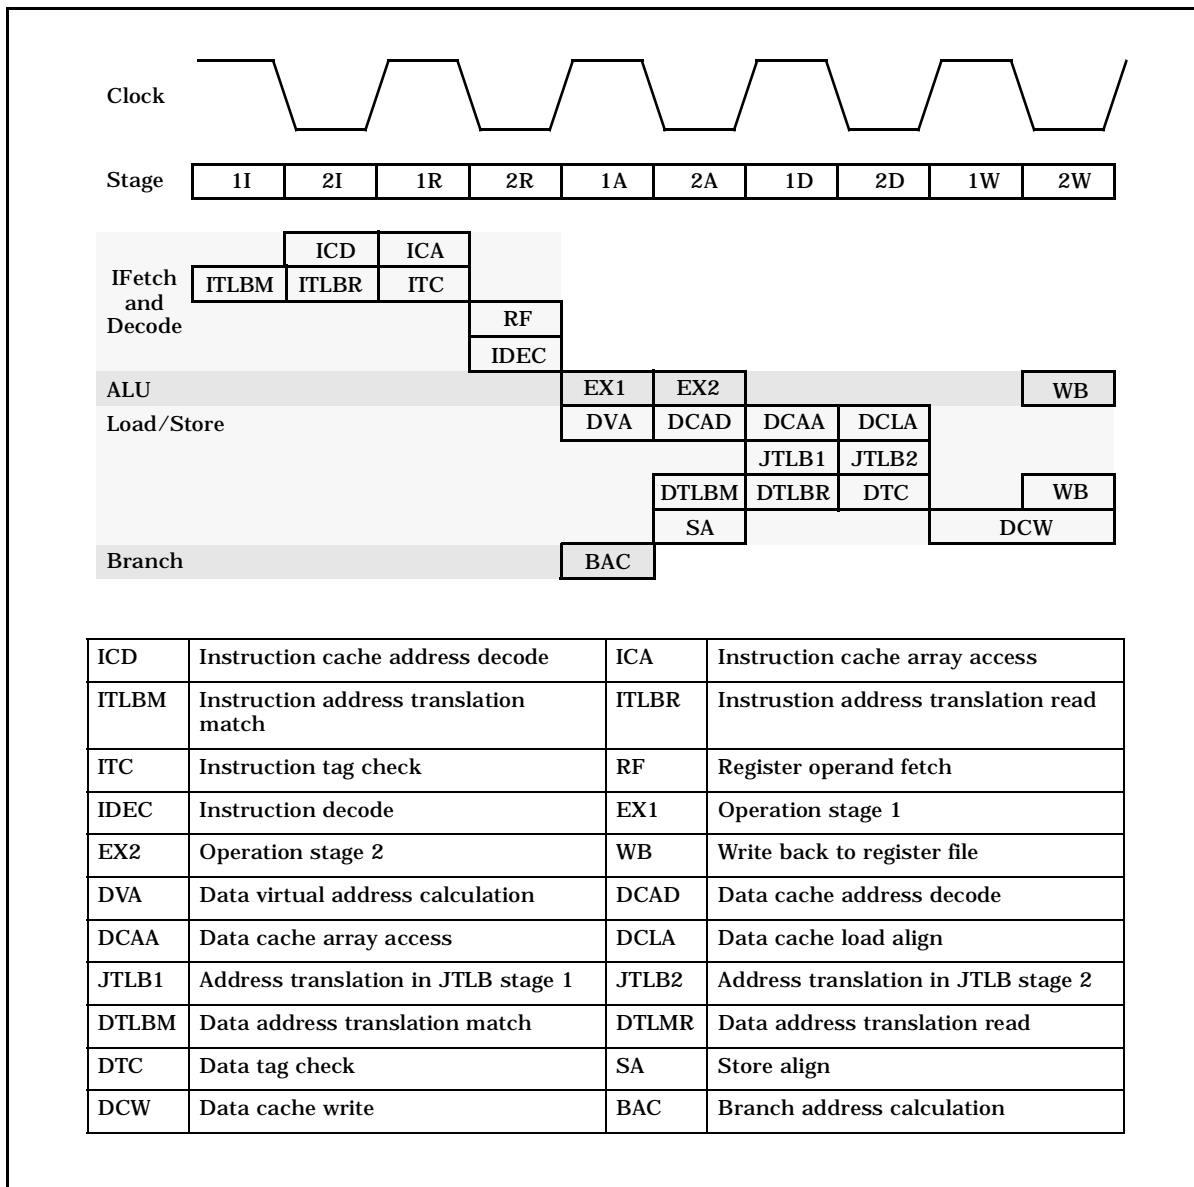 Clock
Stage 1I 2I 1R 2R 1A 2A 1D 2D 1W 2W
ICD ICA
IFetch
and
Decode
ITLBM ITLBR ITC
RF
IDEC
ALU EX1 EX2 WB
Load/Store DVA DCAD DCAA DCLA
JTLB1 JTLB2
DTLBM DTLBR DTC WB
SA DCW
Branch BAC
ICD Instruction cache address decode ICA Instruction cache array access
ITLBM Instruction address translation
match
ITLBR Instrustion address translation read
ITC Instruction tag check RF Register operand fetch
IDEC Instruction decode EX1 Operation stage 1
EX2 Operation stage 2 WB Write back to register file
DVA Data virtual address calculation DCAD Data cache address decode
DCAA Data cache array access DCLA Data cache load align
JTLB1 Address translation in JTLB stage 1 JTLB2 Address translation in JTLB stage 2
DTLBM Data address translation match DTLMR Data address translation read
DTC Data tag check SA Store align
DCW Data cache write BAC Branch address calculation